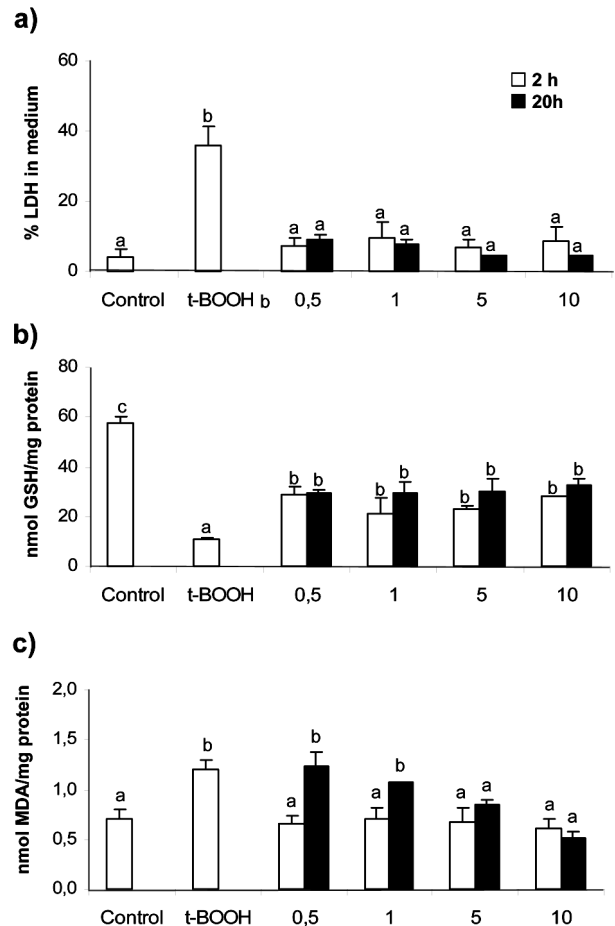 a)
% LDH in medium
60
40
20
0
2 h
20h
a
b
a a
a a
a a
a a
Control t-BOOH b 0,5 1 5 10
b)
nmol GSH/mg protein
80
60
40
20
0
c
a
b b
b b
b b
b b
Control t-BOOH 0,5 1 5 10
c)
nmol MDA/mg protein
2,0
1,5
1,0
0,5
0,0
a
b
a b
a b
a a
a a
Control t-BOOH 0,5 1 5 10